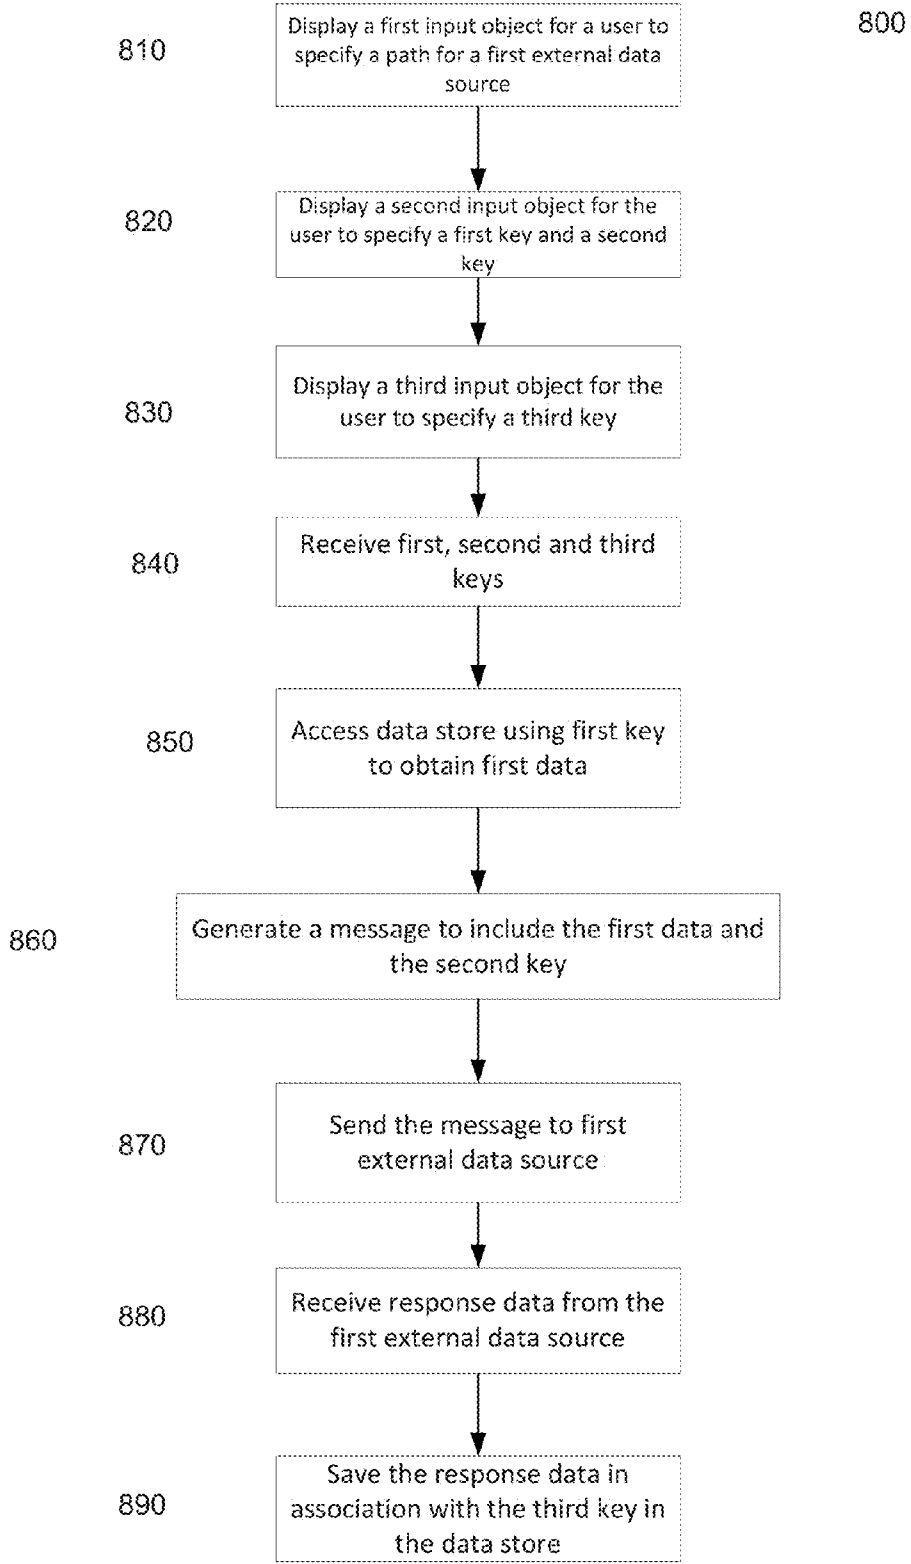 800
810
Display a first input object for a user to
specify a path for a first external data
source
820
Display a second input object for the
user to specify a first key and a second
key
830
Display a third input object for the
user to specify a third key
840
Receive first, second and third
keys
850
Access data store using first key
to obtain first data
860
Generate a message to include the first data and
the second key
870
Send the message to first
external data source
880
Receive response data from the
first external data source
890
Save the response data in
association with the third key in
the data store